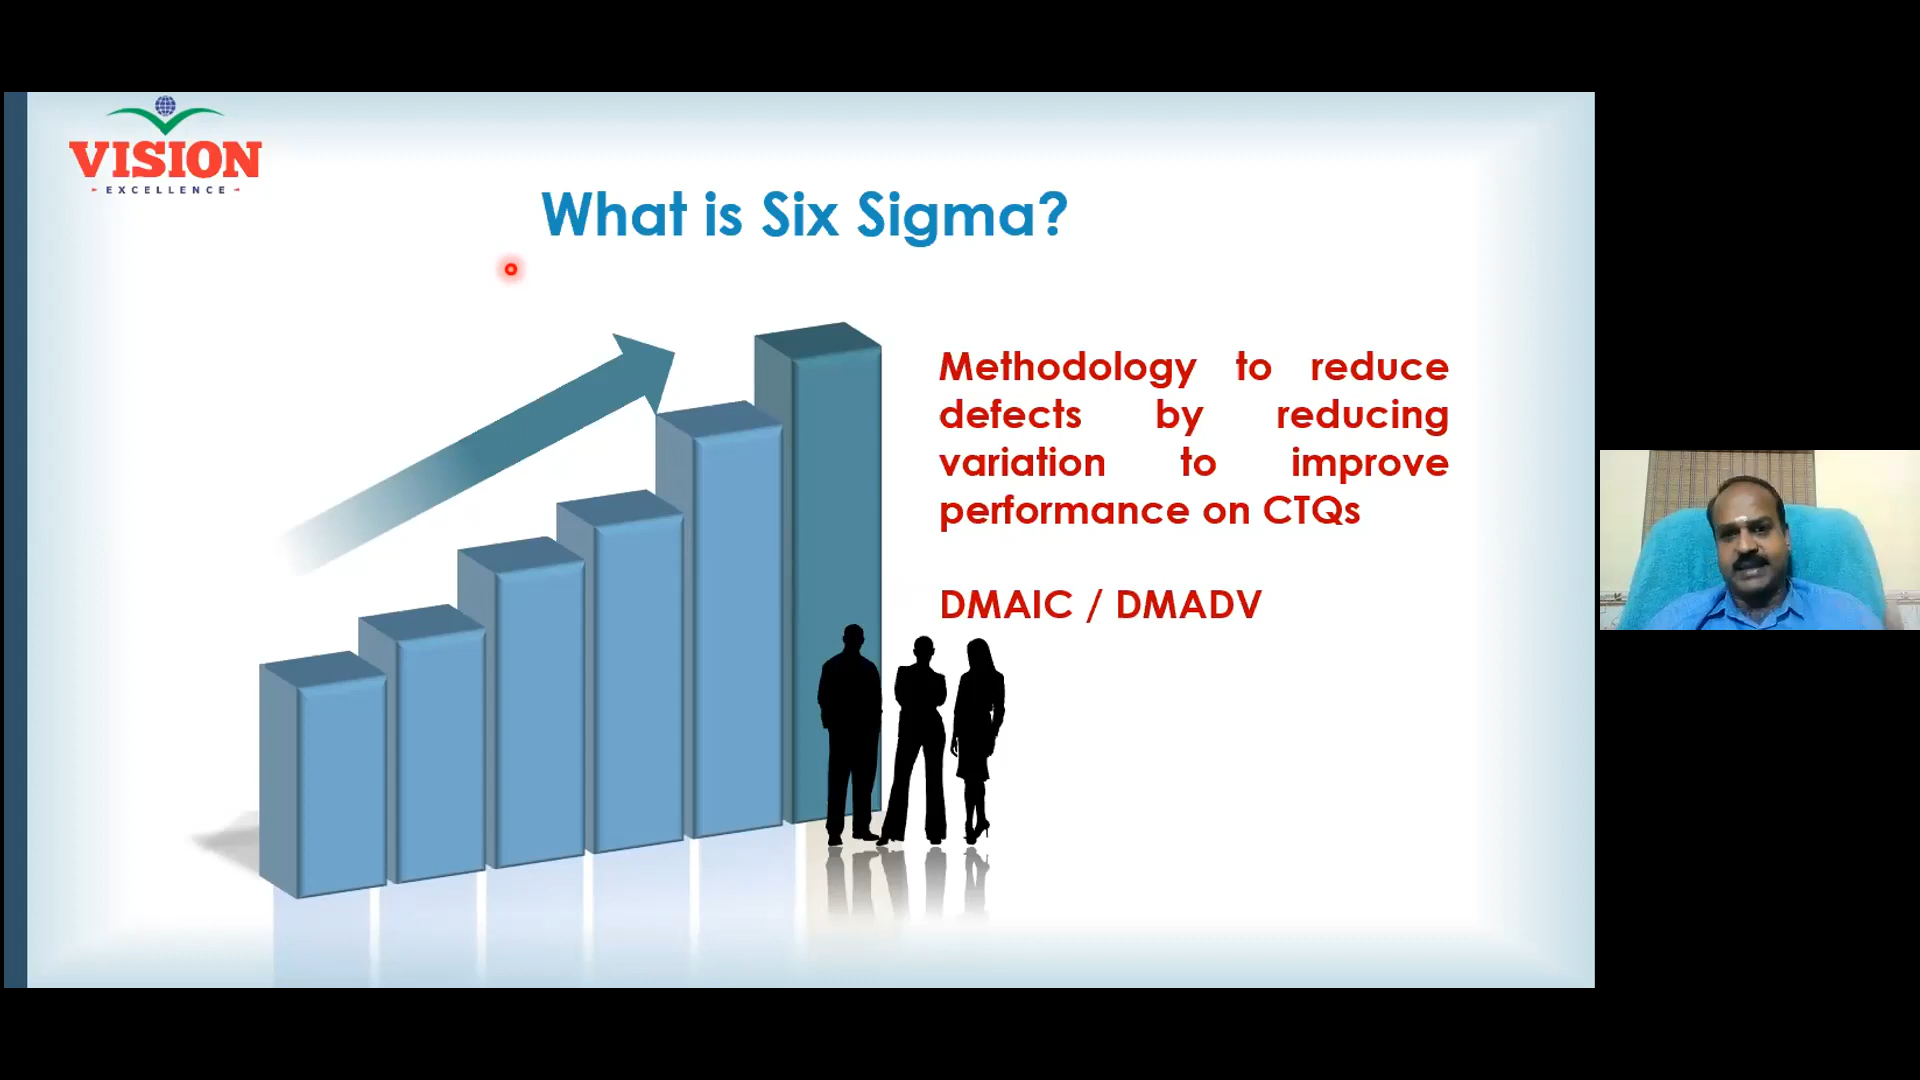 VISION
EXCELLENCE
What is Six Sigma?
Methodology to reduce
defects by reducing
variation to improve
performance on CTQs
DMAIC / DMADV